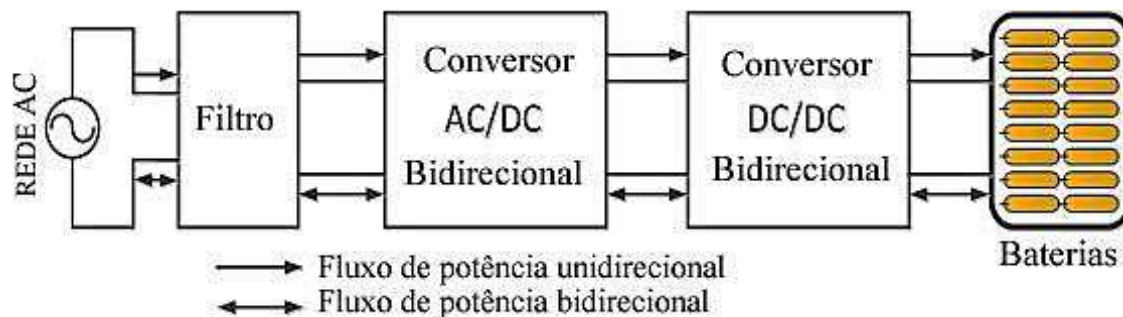 REDE AC
Filtro
Conversor
AC/DC
Bidirecional
Conversor
DC/DC
Bidirecional
Baterias
Fluxo de potência unidirecional
Fluxo de potência bidirecional